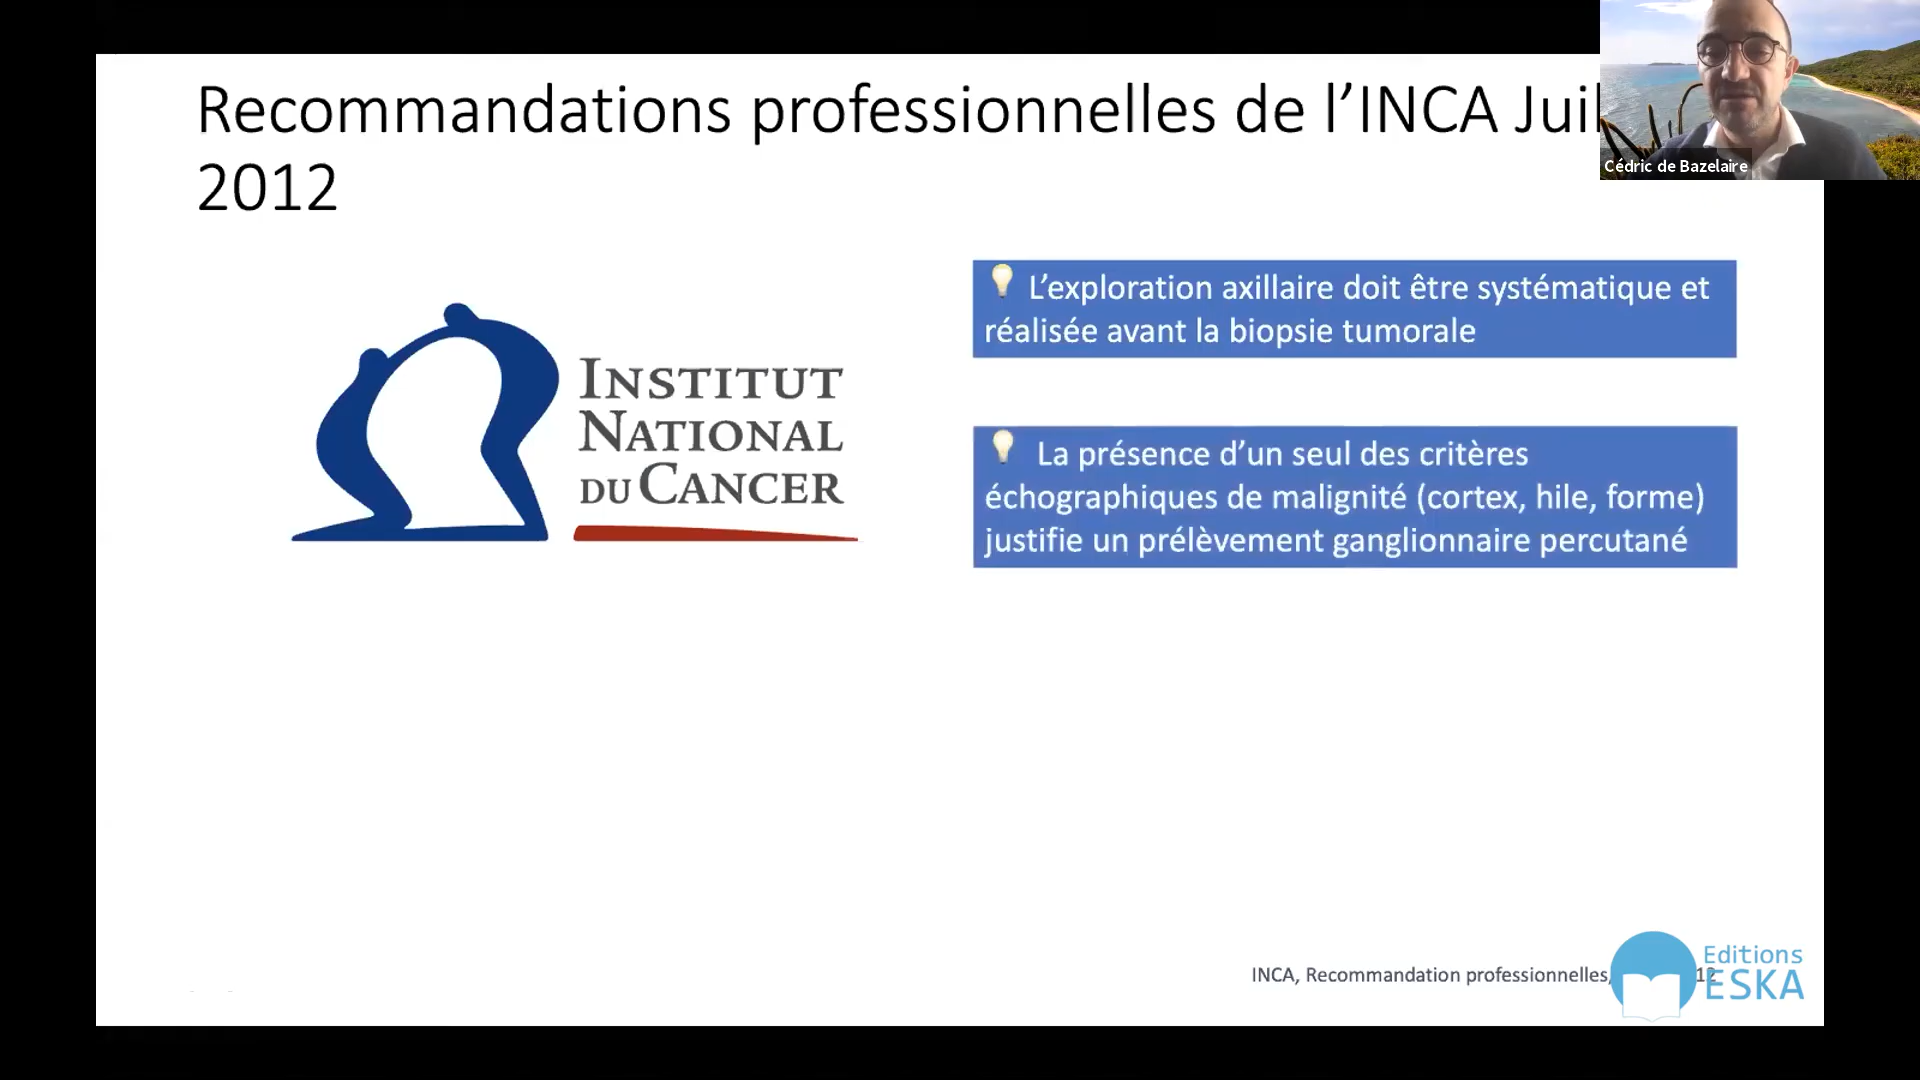 Recommandations professionnelles de l’INCA
2012
Cédric de Bazelaire
INSTITUT
NATIONAL
DU CANCER
L’exploration axillaire doit être systématique et
réalisée avant la biopsie tumorale
La présence d’un seul des critères
échographiques de malignité (cortex, hile, forme)
justifie un prélèvement ganglionnaire percutané
INCA, Recommandation professionnelles,
Editions
ESKA